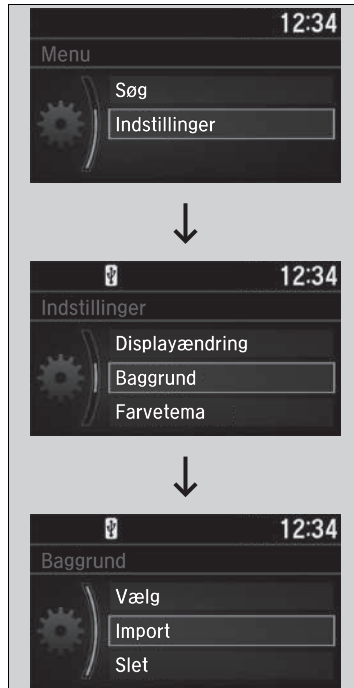 12:34
Menu
Søg
Indstillinger
12:34
Indstillinger
Displayændring
Baggrund
Farvetema
12:34
Baggrund
Vælg
Import
Slet